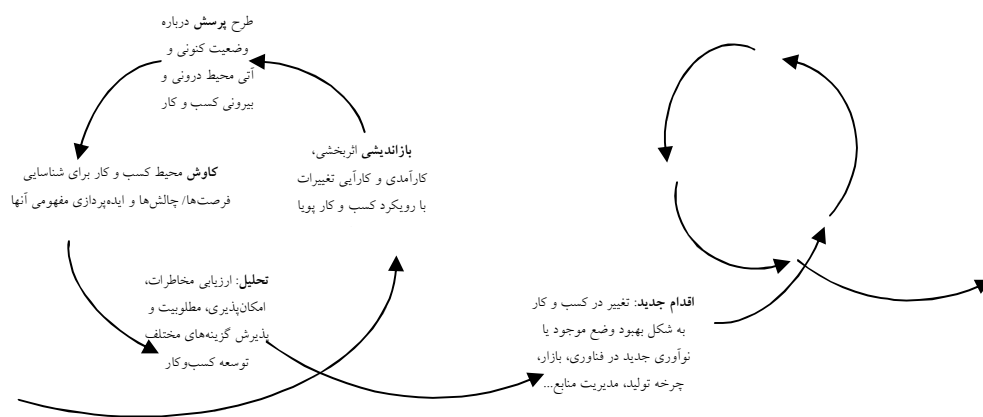 طرح پرسش درباره
وضعیت کنونی و
آتی محیط درونی و
بیرونی کسب و کار
کاوش محیط کسب و کار برای شناسایی
فرصت‌ها/ چالش‌ها و ایده‌پردازی مفهومی آنها
بازاندیشی اثربخشی،
کارآمدی و کارآیی تغییرات
با رویکرد کسب و کار پویا
تحلیل: ارزیابی مخاطرات،
امکان‌پذیری، مطلوبیت و
پذیرش گزینه‌های مختلف
توسعه کسب‌وکار
اقدام جدید: تغییر در کسب و کار
به شکل بهبود وضع موجود یا
نوآوری جدید در فناوری، بازار،
چرخه تولید، مدیریت منابع...